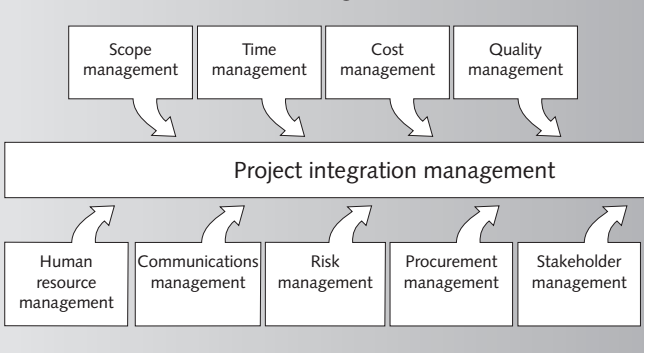 Scope
management
Time
management
Cost
management
Quality
management
Project integration management
Human
resource
management
Communications
management
Risk
management
Procurement
management
Stakeholder
management